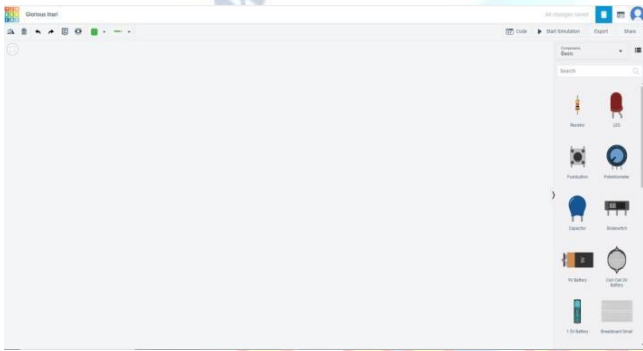 Glorious Inari
All changes saved
Code
Start Simulation
Export
Share
Components
Basic
Search
Resistor
LED
Pushbutton
Potentiometer
Capacitor
Slideswitch
9V Battery
Coin Cell 3V
Battery
1.5V Battery
Breadboard Small